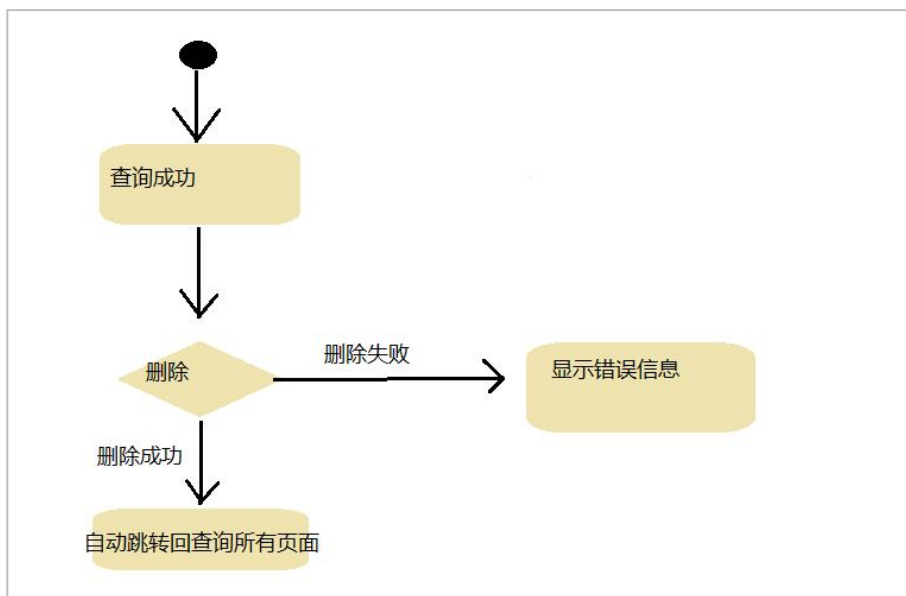 查询成功
删除
删除失败
显示错误信息
删除成功
自动跳转回查询所有页面